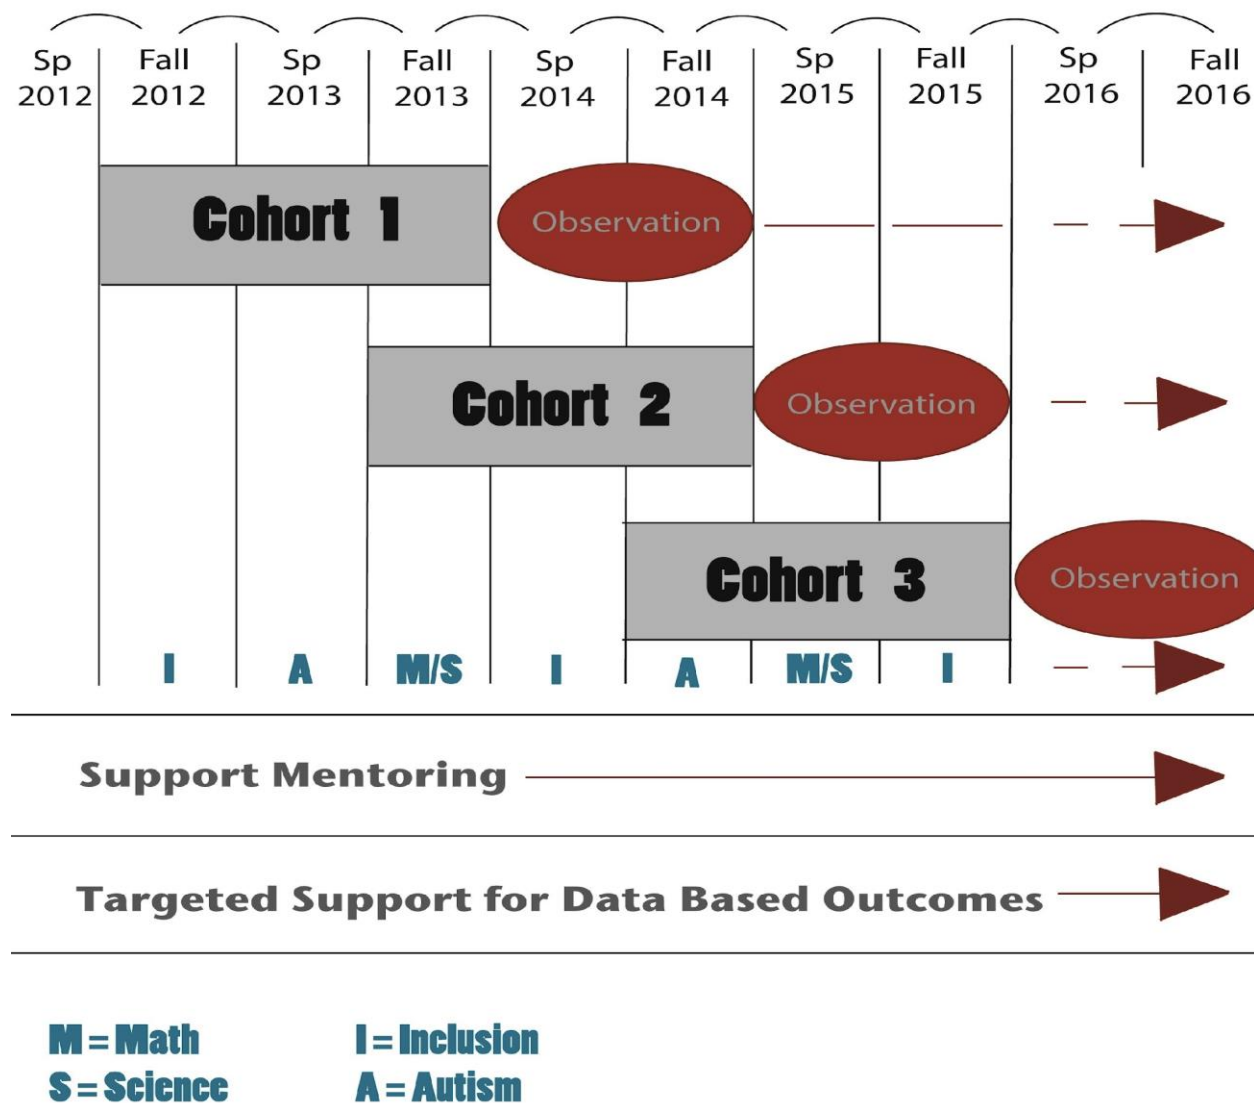 Sp Fall Sp Fall Sp Fall Sp Fall Sp Fall
2012 2012 2013 2013 2014 2014 2015 2015 2016 2016
Cohort 1 Observation
Cohort 2 Observation
Cohort 3 Observation
I A M/S I A M/S I
Support Mentoring
Targeted Support for Data Based Outcomes
M = Math I = Inclusion
S = Science A = Autism